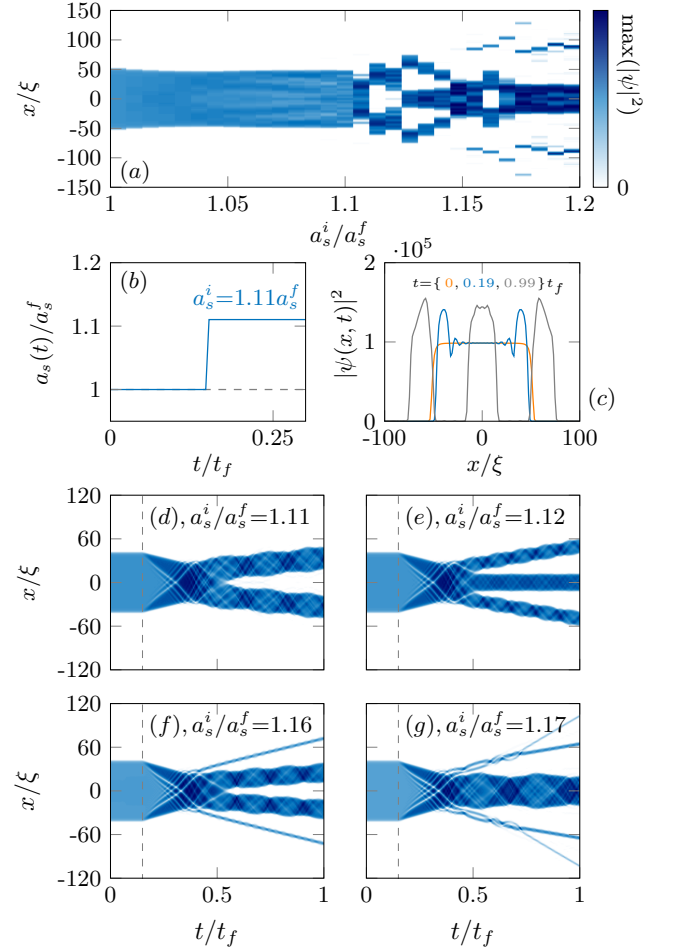 150
100
50
0
-50
-100
-150
x/ξ
(a)
1
1.05
1.1
1.15
1.2
a_s^i/a_s^f
max(|ψ|²)
0
1.2
1.1
1
a_s(t)/a_s^f
(b)
a_s^i=1.11a_s^f
0
0.25
t/t_f
·10⁵
2
1
0
|ψ(x, t)|²
t={0, 0.19, 0.99}t_f
(c)
-100
0
100
x/ξ
120
60
0
-60
-120
x/ξ
(d), a_s^i/a_s^f=1.11
(e), a_s^i/a_s^f=1.12
120
60
0
-60
-120
x/ξ
(f), a_s^i/a_s^f=1.16
(g), a_s^i/a_s^f=1.17
0
0.5
1
t/t_f
0
0.5
1
t/t_f